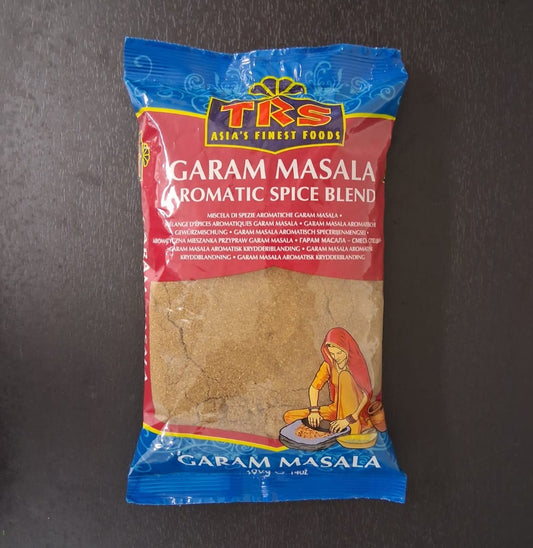 TRS
ASIA'S FINEST FOODS
GARAM MASALA
AROMATIC SPICE BLEND
MISCELA DI SPEZIE AROMATICHE GARAM MASALA •
MÉLANGE D'ÉPICES AROMATIQUES GARAM MASALA • GARAM MASALA AROMATISCHE
GEWÜRZMISCHUNG • GARAM MASALA AROMATISCH SPECERIJENMENGSEL
AROMATYCZNA MIESZANKA PRZYPRAW GARAM MASALA • ГАРАМ МАСАЛА – СМЕСЬ
GARAM MASALA AROMATISK KRYDDERIBLANDING • GARAM MASALA AROMATISK
KRYDDBLANDNING • GARAM MASALA AROMATISK KRYDDERBLANDING
GARAM MASALA
14oz